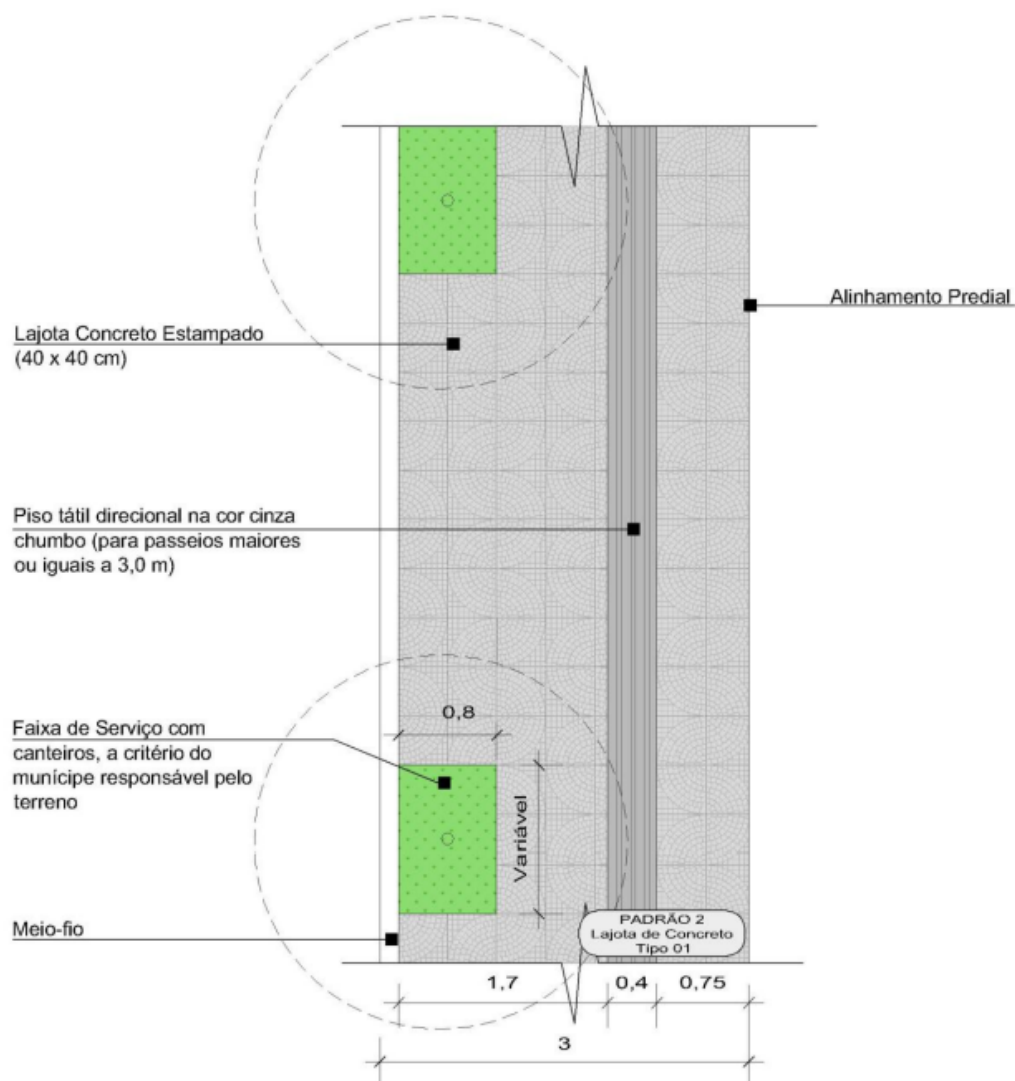 Alinhamento Predial
Lajota Concreto Estampado
(40 x 40 cm)
Piso tátil direcional na cor cinza
chumbo (para passeios maiores
ou iguais a 3,0 m)
0,8
Faixa de Serviço com
canteiros, a critério do
munícipe responsável pelo
terreno
Variável
Meio-fio
PADRÃO 2
Lajota de Concreto
Tipo 01
1,7
0,4
0,75
3